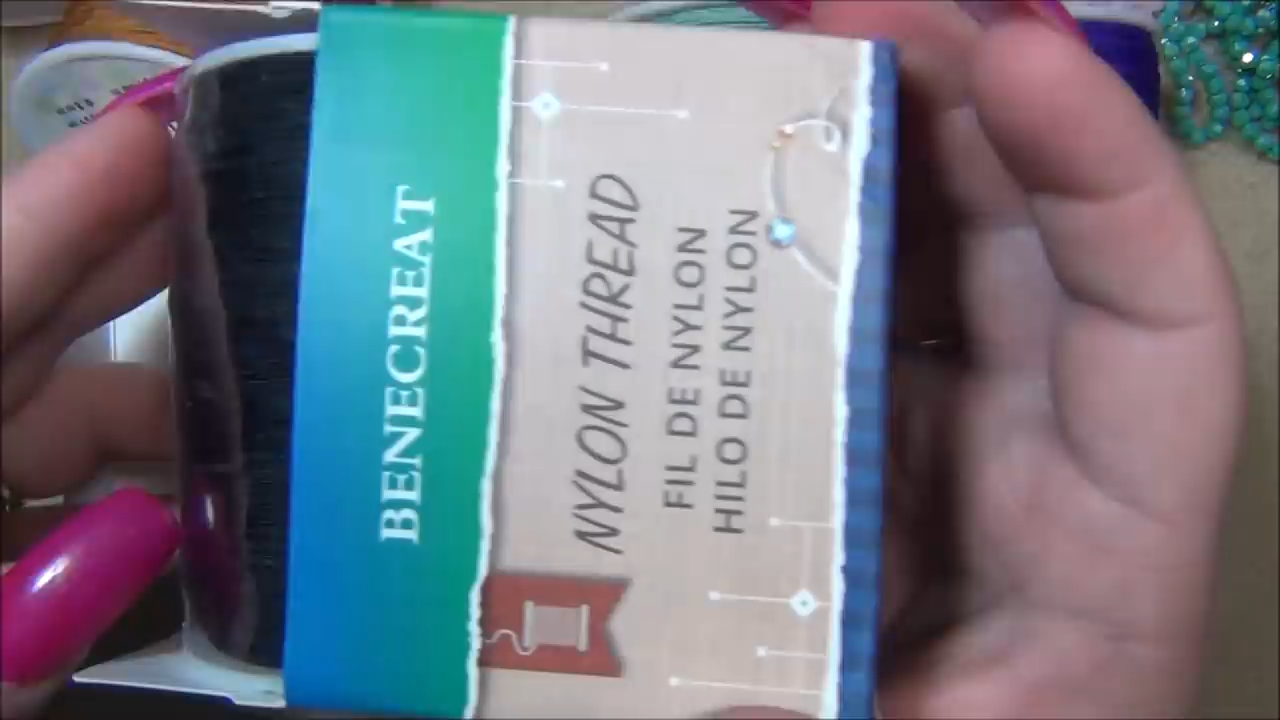 BENECREAT
NYLON THREAD
FIL DE NYLON
HILO DE NYLON